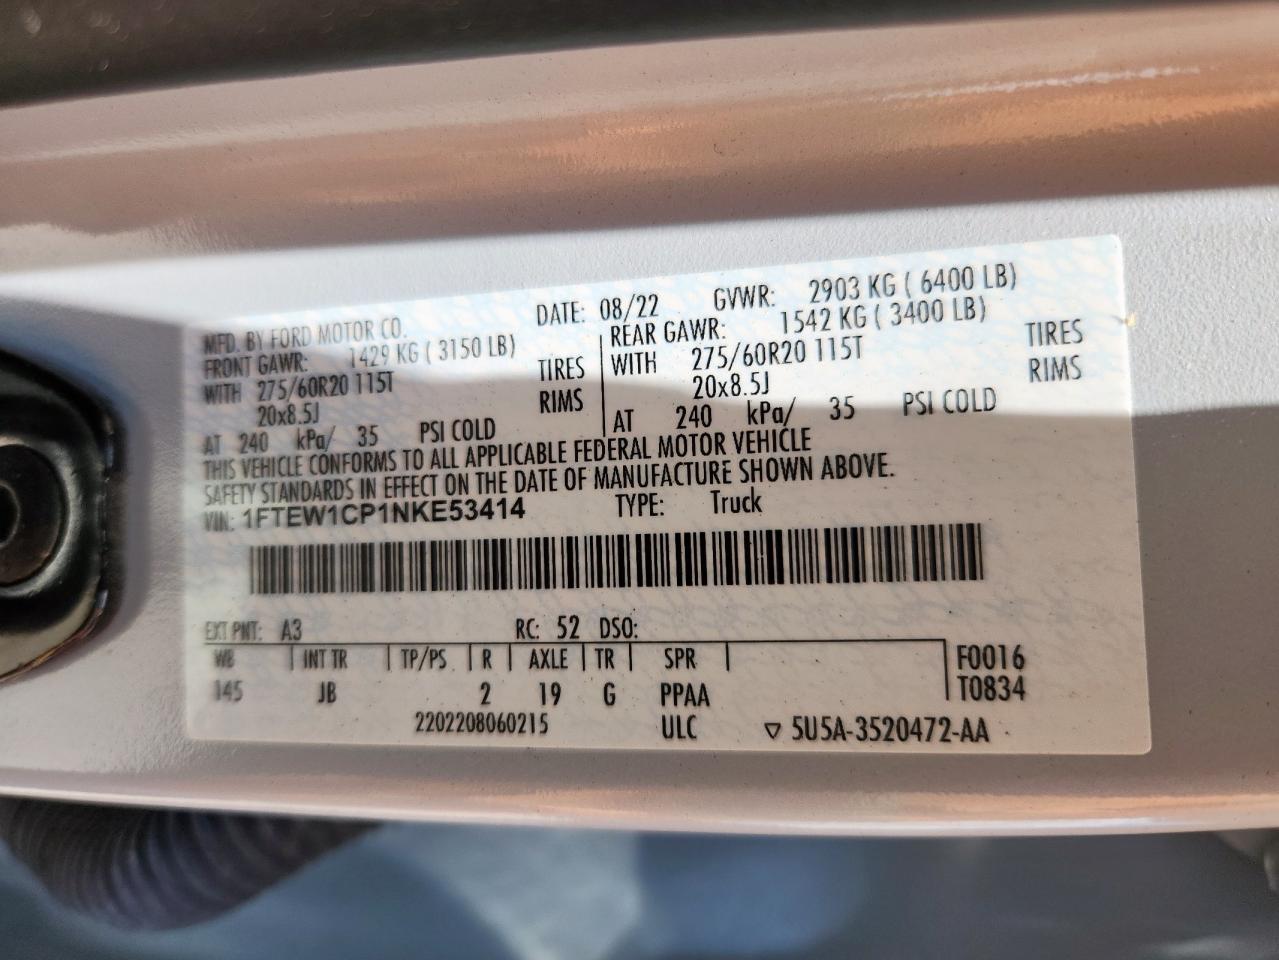 MFD. BY FORD MOTOR CO. DATE: 08/22 GVWR: 2903 KG ( 6400 LB)
FRONT GAWR: 1429 KG ( 3150 LB) REAR GAWR: 1542 KG ( 3400 LB)
WITH 275/60R20 115T TIRES WITH 275/60R20 115T TIRES
20x8.5J RIMS 20x8.5J RIMS
AT 240 kPa/ 35 PSI COLD AT 240 kPa/ 35 PSI COLD
THIS VEHICLE CONFORMS TO ALL APPLICABLE FEDERAL MOTOR VEHICLE
SAFETY STANDARDS IN EFFECT ON THE DATE OF MANUFACTURE SHOWN ABOVE.
VIN: 1FTEW1CP1NKE53414 TYPE: Truck
EXT PNT: A3 RC: 52 DSO:
WB INT TR TP/PS R AXLE TR SPR F0016
145 JB 2 19 G PPAA T0834
2202208060215 ULC ▽ 5U5A-3520472-AA